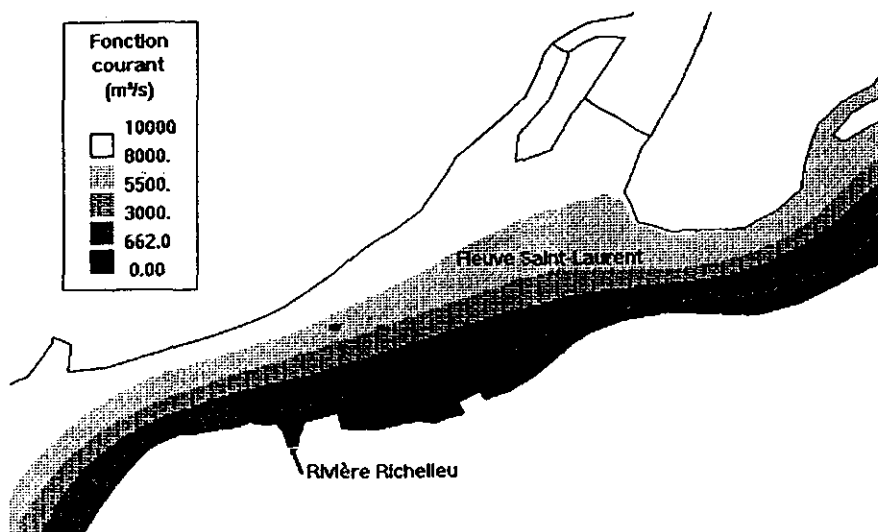 Fonction
courant
(m³/s)
10000
8000.
5500.
3000.
662.0
0.00
Fleuve Saint-Laurent
Rivière Richelieu